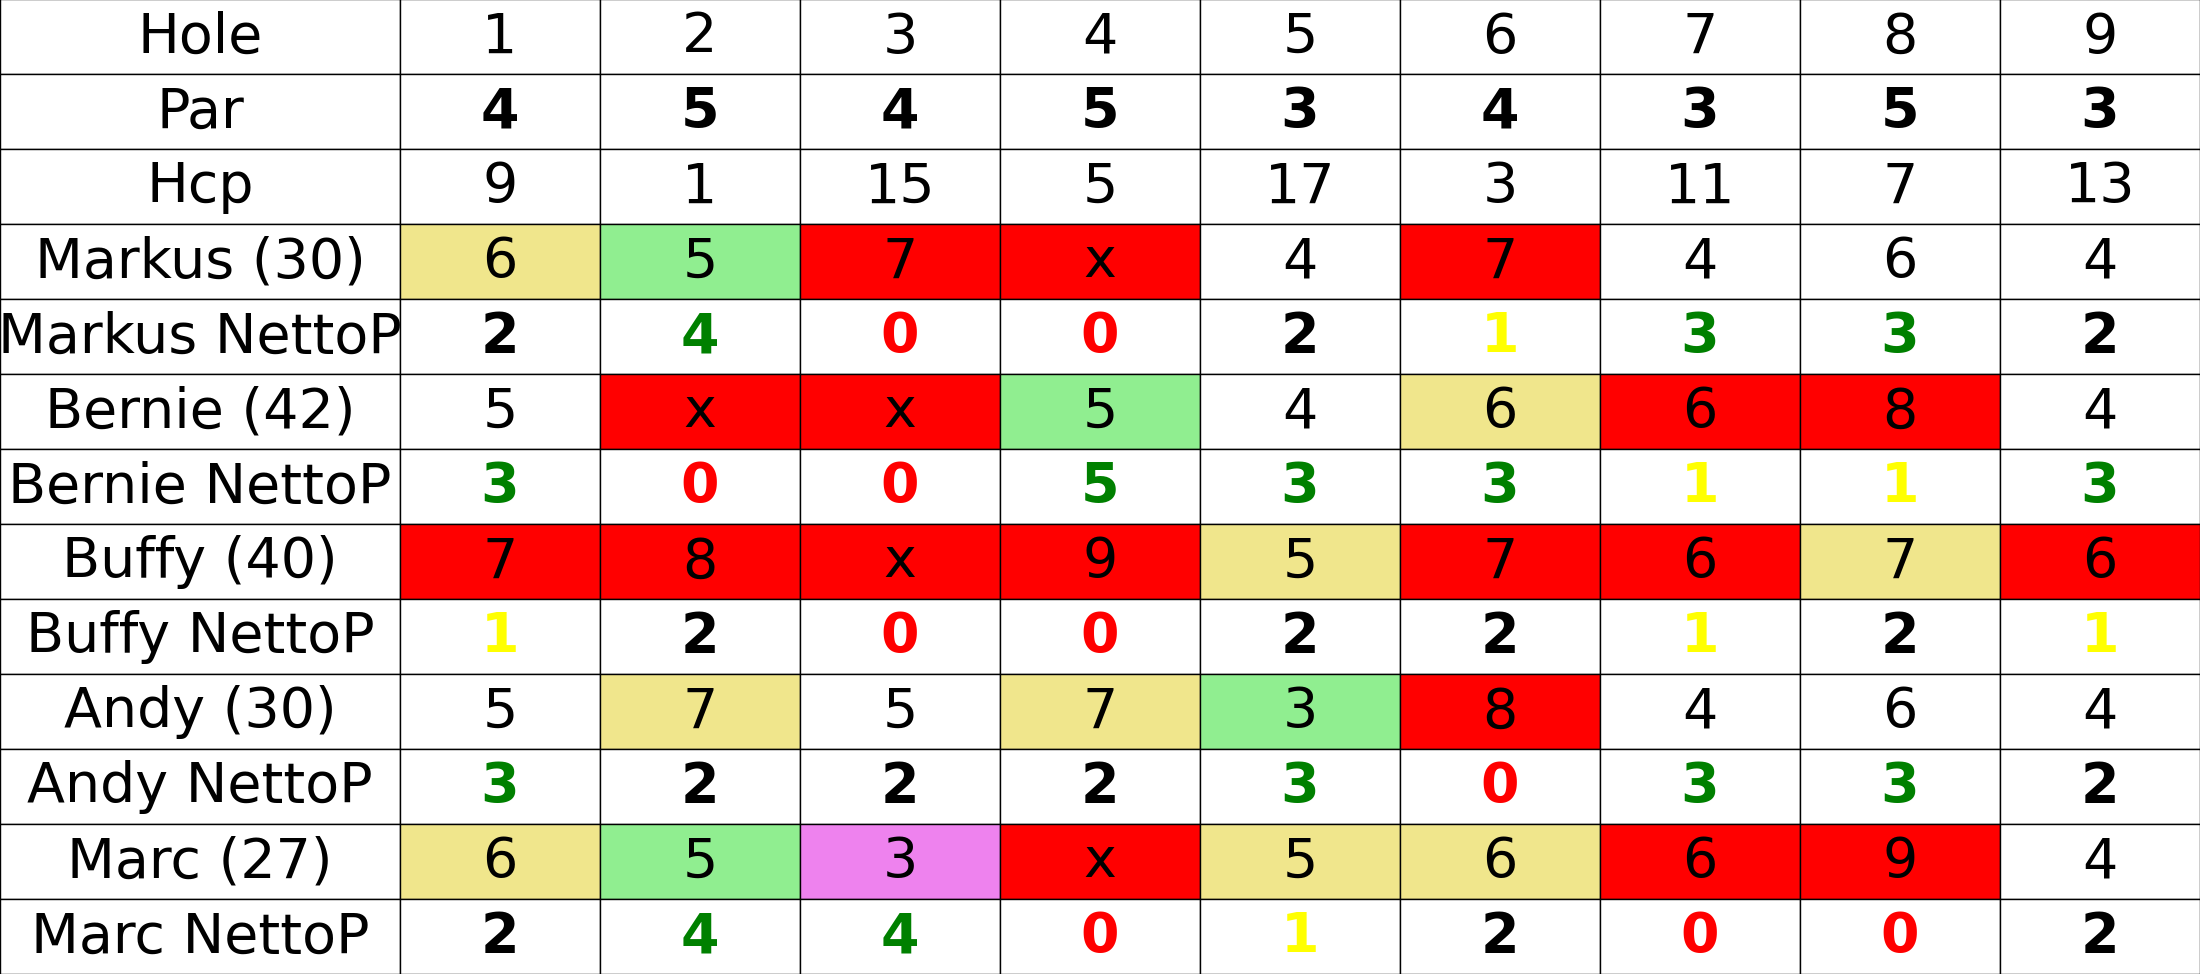 Hole 1 2 3 4 5 6 7 8 9
Par 4 5 4 5 3 4 3 5 3
Hcp 9 1 15 5 17 3 11 7 13
Markus (30) 6 5 7 x 4 7 4 6 4
Markus NettoP 2 4 0 0 2 1 3 3 2
Bernie (42) 5 x x 5 4 6 6 8 4
Bernie NettoP 3 0 0 5 3 3 1 1 3
Buffy (40) 7 8 x 9 5 7 6 7 6
Buffy NettoP 1 2 0 0 2 2 1 2 1
Andy (30) 5 7 5 7 3 8 4 6 4
Andy NettoP 3 2 2 2 3 0 3 3 2
Marc (27) 6 5 3 x 5 6 6 9 4
Marc NettoP 2 4 4 0 1 2 0 0 2